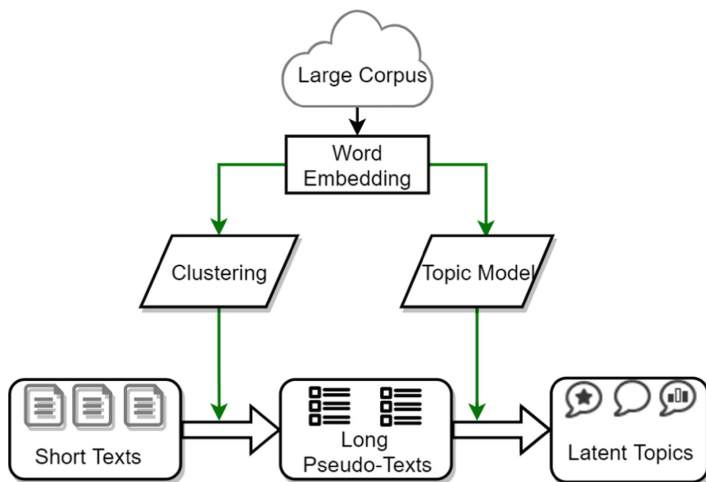 Large Corpus
Word
Embedding
Clustering
Topic Model
Short Texts
Long
Pseudo-Texts
Latent Topics